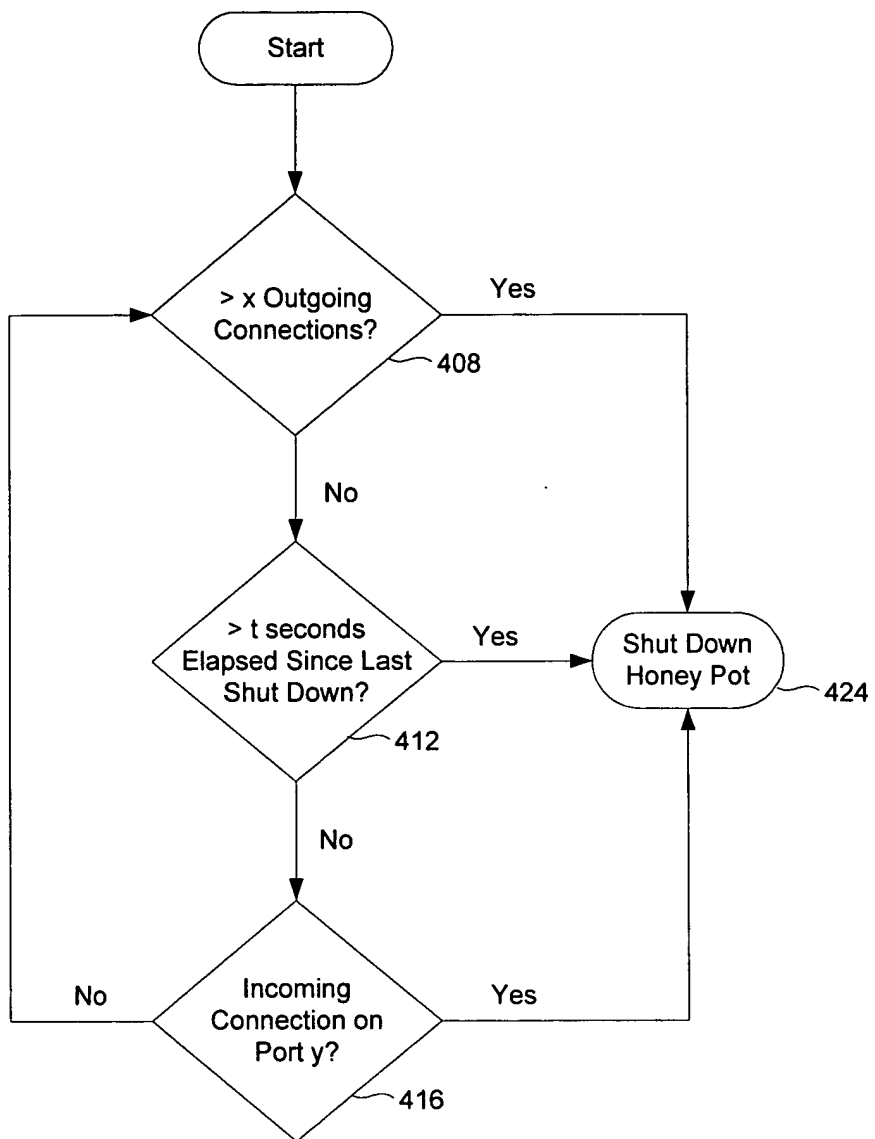 Start
> x Outgoing
Connections?
Yes
408
No
> t seconds
Elapsed Since Last
Shut Down?
Yes
412
Shut Down
Honey Pot
424
No
Incoming
Connection on
Port y?
No
Yes
416